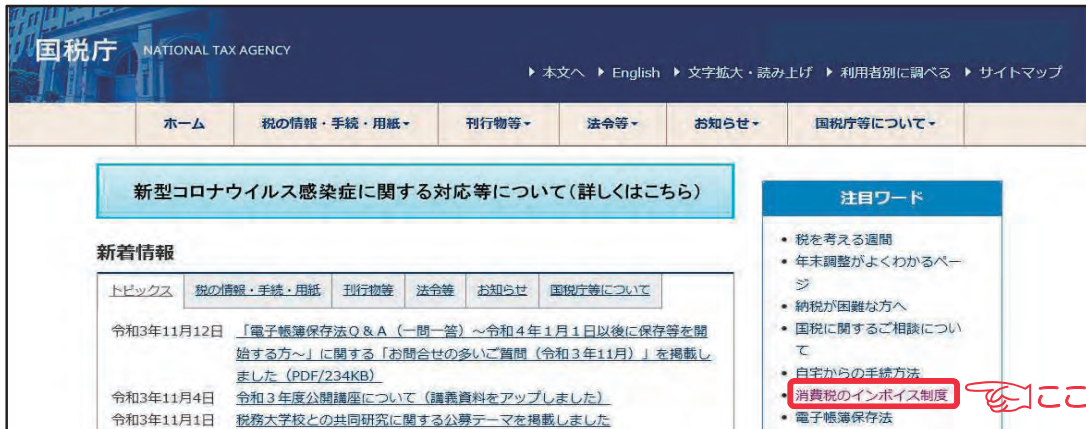 国税庁 NATIONAL TAX AGENCY
本文へ English 文字拡大・読み上げ 利用者別に調べる サイトマップ
ホーム 税の情報・手続・用紙 刊行物等 法令等 お知らせ 国税庁等について
新型コロナウイルス感染症に関する対応等について(詳しくはこちら)
新着情報
トピックス 税の情報・手続・用紙 刊行物等 法令等 お知らせ 国税庁等について
令和3年11月12日 「電子帳簿保存法Q&A(一問一答)~令和4年1月1日以後に保存等を開
始する方~」に関する「お問合せの多いご質問(令和3年11月)」を掲載し
ました(PDF/234KB)
令和3年11月4日 令和3年度公開講座について(講義資料をアップしました)
令和3年11月1日 税務大学校との共同研究に関する公募テーマを掲載しました
注目ワード
税を考える週間
年末調整がよくわかるペー
ジ
納税が困難な方へ
国税に関するご相談につい
て
自宅からの手続方法
消費税のインボイス制度
ここ
電子帳簿保存法